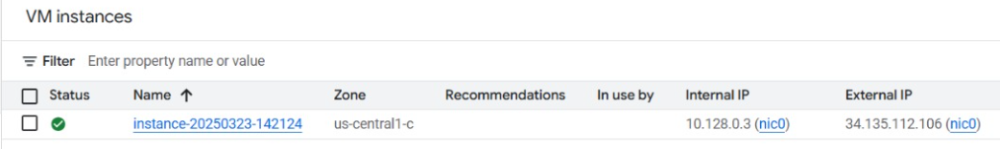 VM instances
Filter Enter property name or value
Status Name ↑ Zone Recommendations In use by Internal IP External IP
instance-20250323-142124 us-central1-c 10.128.0.3 (nic0) 34.135.112.106 (nic0)